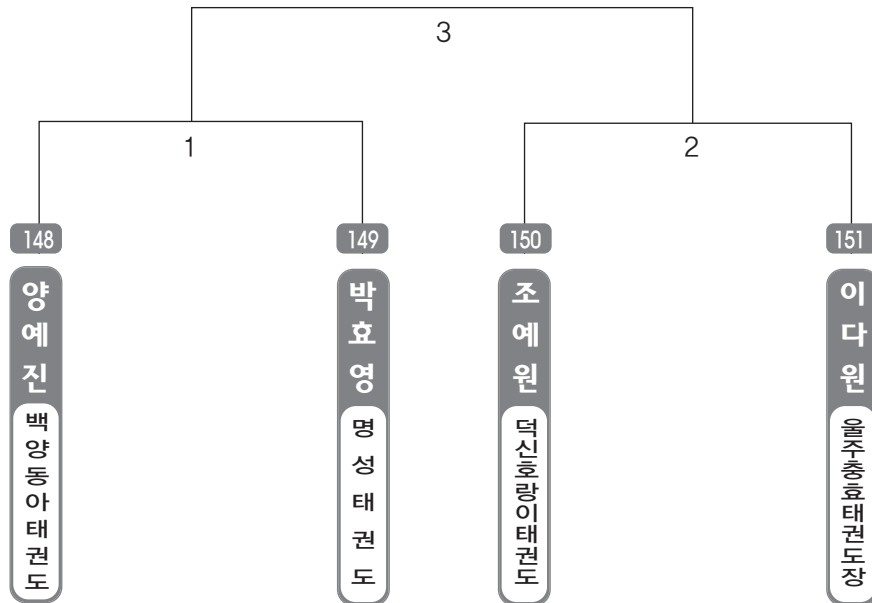 3
1
2
148
149
150
151
양예진
박효영
조예원
이다원
백양동아태권도
명성태권도
덕신호랑이태권도
울주충효태권도장